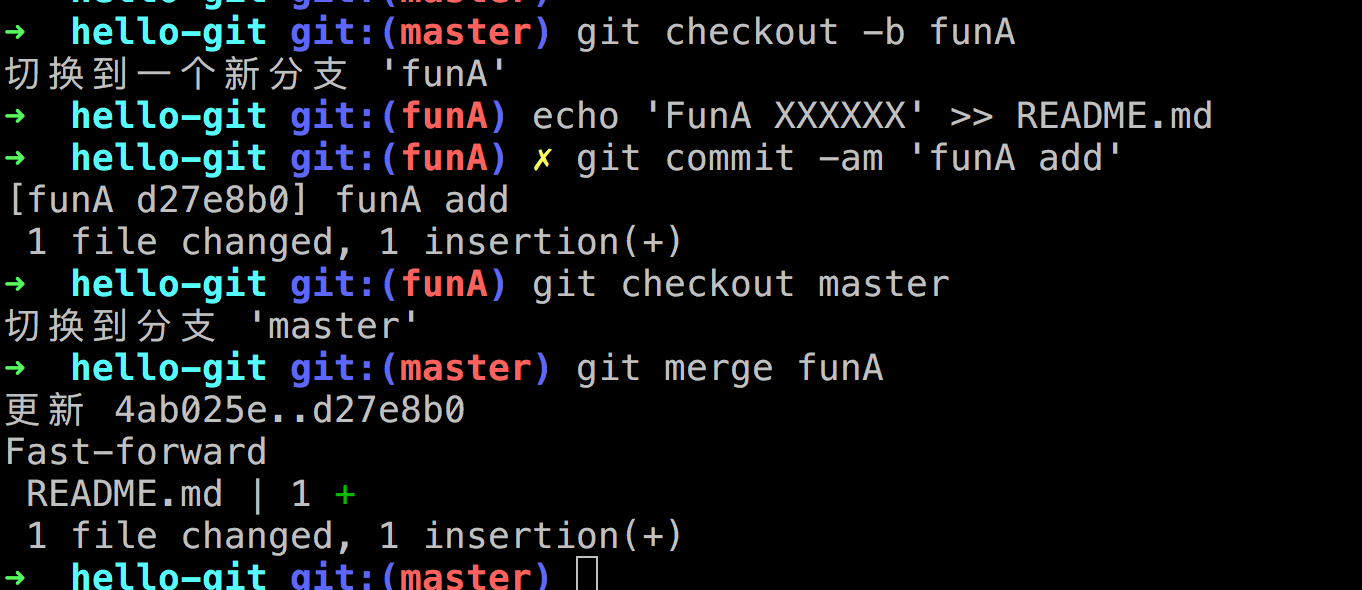 ➜  hello-git git:(master) git checkout -b funA
切换到一个新分支 'funA'
➜  hello-git git:(funA) echo 'FunA XXXXXX' >> README.md
➜  hello-git git:(funA) ✗ git commit -am 'funA add'
[funA d27e8b0] funA add
 1 file changed, 1 insertion(+)
➜  hello-git git:(funA) git checkout master
切换到分支 'master'
➜  hello-git git:(master) git merge funA
更新 4ab025e..d27e8b0
Fast-forward
 README.md | 1 +
 1 file changed, 1 insertion(+)
➜  hello-git git:(master)